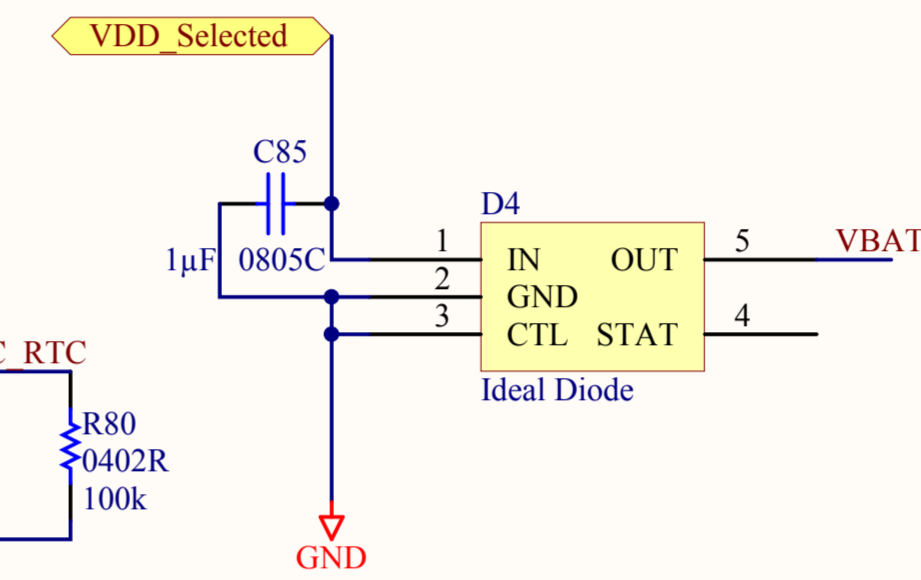 VDD_Selected
C85
1µF
0805C
D4
1
IN
OUT
5
VBAT
2
GND
3
CTL
STAT
4
Ideal Diode
C_RTC
R80
0402R
100k
GND